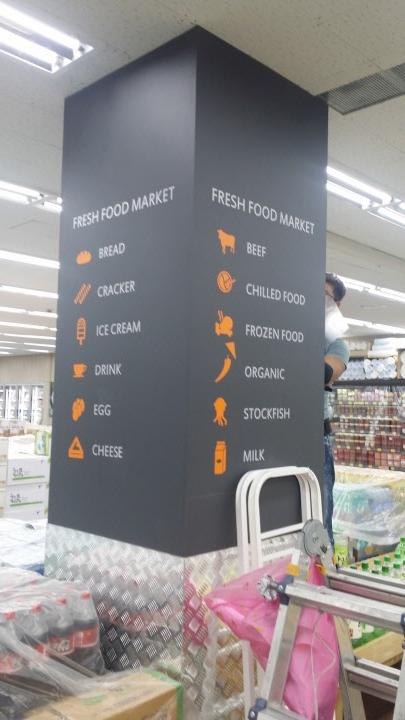 FRESH FOOD MARKET
BREAD
CRACKER
ICE CREAM
DRINK
EGG
CHEESE
FRESH FOOD MARKET
BEEF
CHILLED FOOD
FROZEN FOOD
ORGANIC
STOCKFISH
MILK